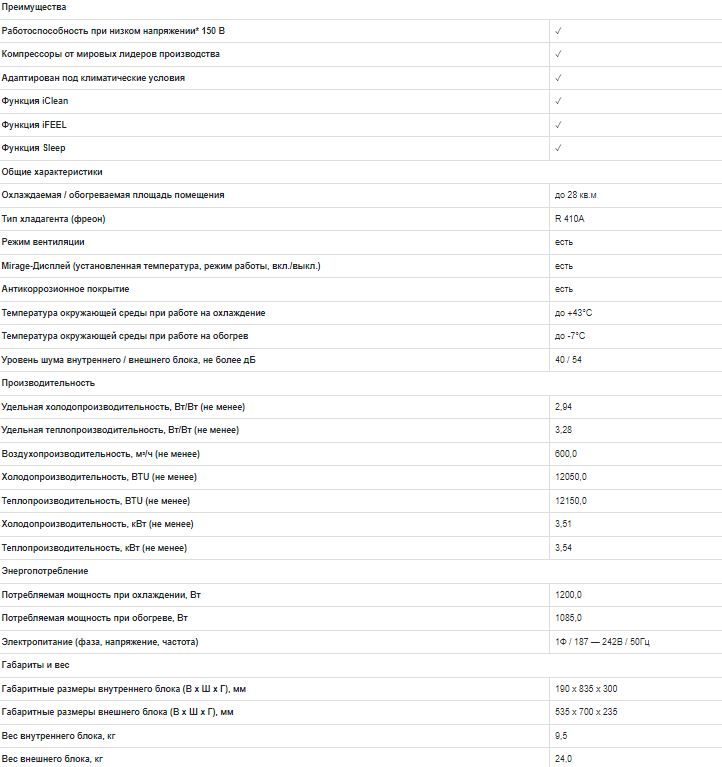 Преимущества
Работоспособность при низком напряжении* 150 В ✓
Компрессоры от мировых лидеров производства ✓
Адаптирован под климатические условия ✓
Функция iClean ✓
Функция iFEEL ✓
Функция Sleep ✓
Общие характеристики
Охлаждаемая / обогреваемая площадь помещения до 28 кв.м
Тип хладагента (фреон) R 410A
Режим вентиляции есть
Mirage-Дисплей (установленная температура, режим работы, вкл./выкл.) есть
Антикоррозионное покрытие есть
Температура окружающей среды при работе на охлаждение до +43°C
Температура окружающей среды при работе на обогрев до -7°C
Уровень шума внутреннего / внешнего блока, не более дБ 40 / 54
Производительность
Удельная холодопроизводительность, Вт/Вт (не менее) 2,94
Удельная теплопроизводительность, Вт/Вт (не менее) 3,28
Воздухопроизводительность, м³/ч (не менее) 600,0
Холодопроизводительность, BTU (не менее) 12050,0
Теплопроизводительность, BTU (не менее) 12150,0
Холодопроизводительность, кВт (не менее) 3,51
Теплопроизводительность, кВт (не менее) 3,54
Энергопотребление
Потребляемая мощность при охлаждении, Вт 1200,0
Потребляемая мощность при обогреве, Вт 1085,0
Электропитание (фаза, напряжение, частота) 1Ф / 187 — 242В / 50Гц
Габариты и вес
Габаритные размеры внутреннего блока (В x Ш x Г), мм 190 x 835 x 300
Габаритные размеры внешнего блока (В x Ш x Г), мм 535 x 700 x 235
Вес внутреннего блока, кг 9,5
Вес внешнего блока, кг 24,0